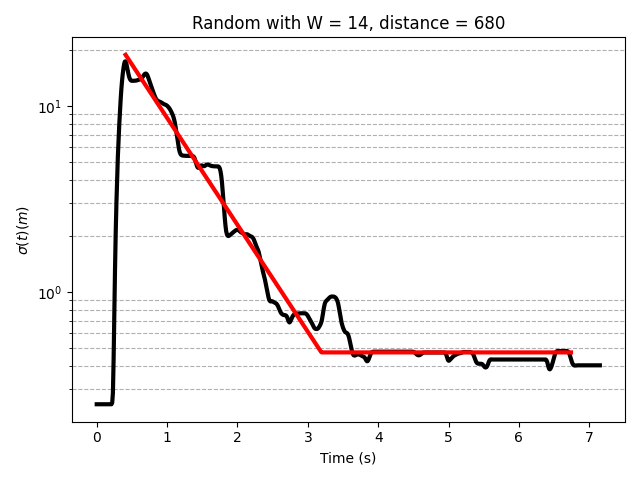 Random with W = 14, distance = 680
10¹
10⁰
σ(t)(m)
0 1 2 3 4 5 6 7
Time (s)